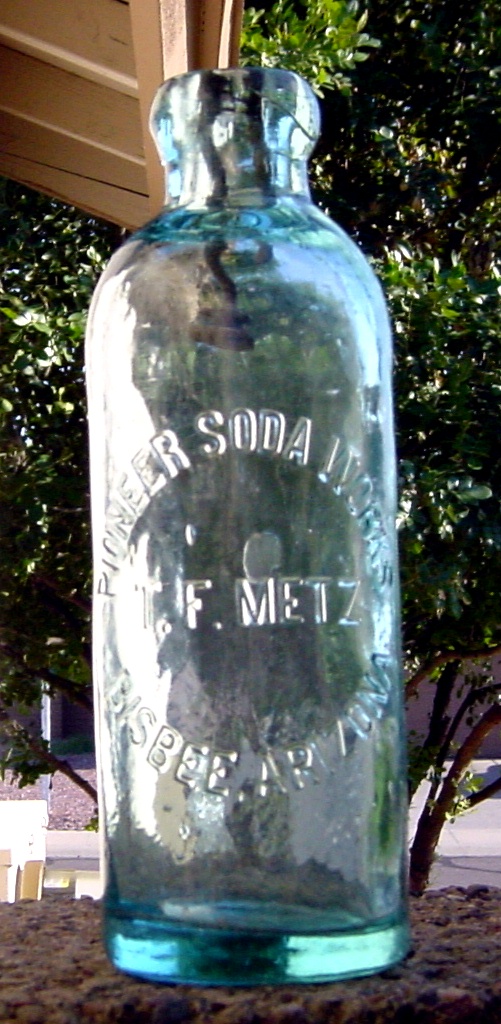 PIONEER SODA WORKS
T. F. METZ
BISBEE, ARIZONA